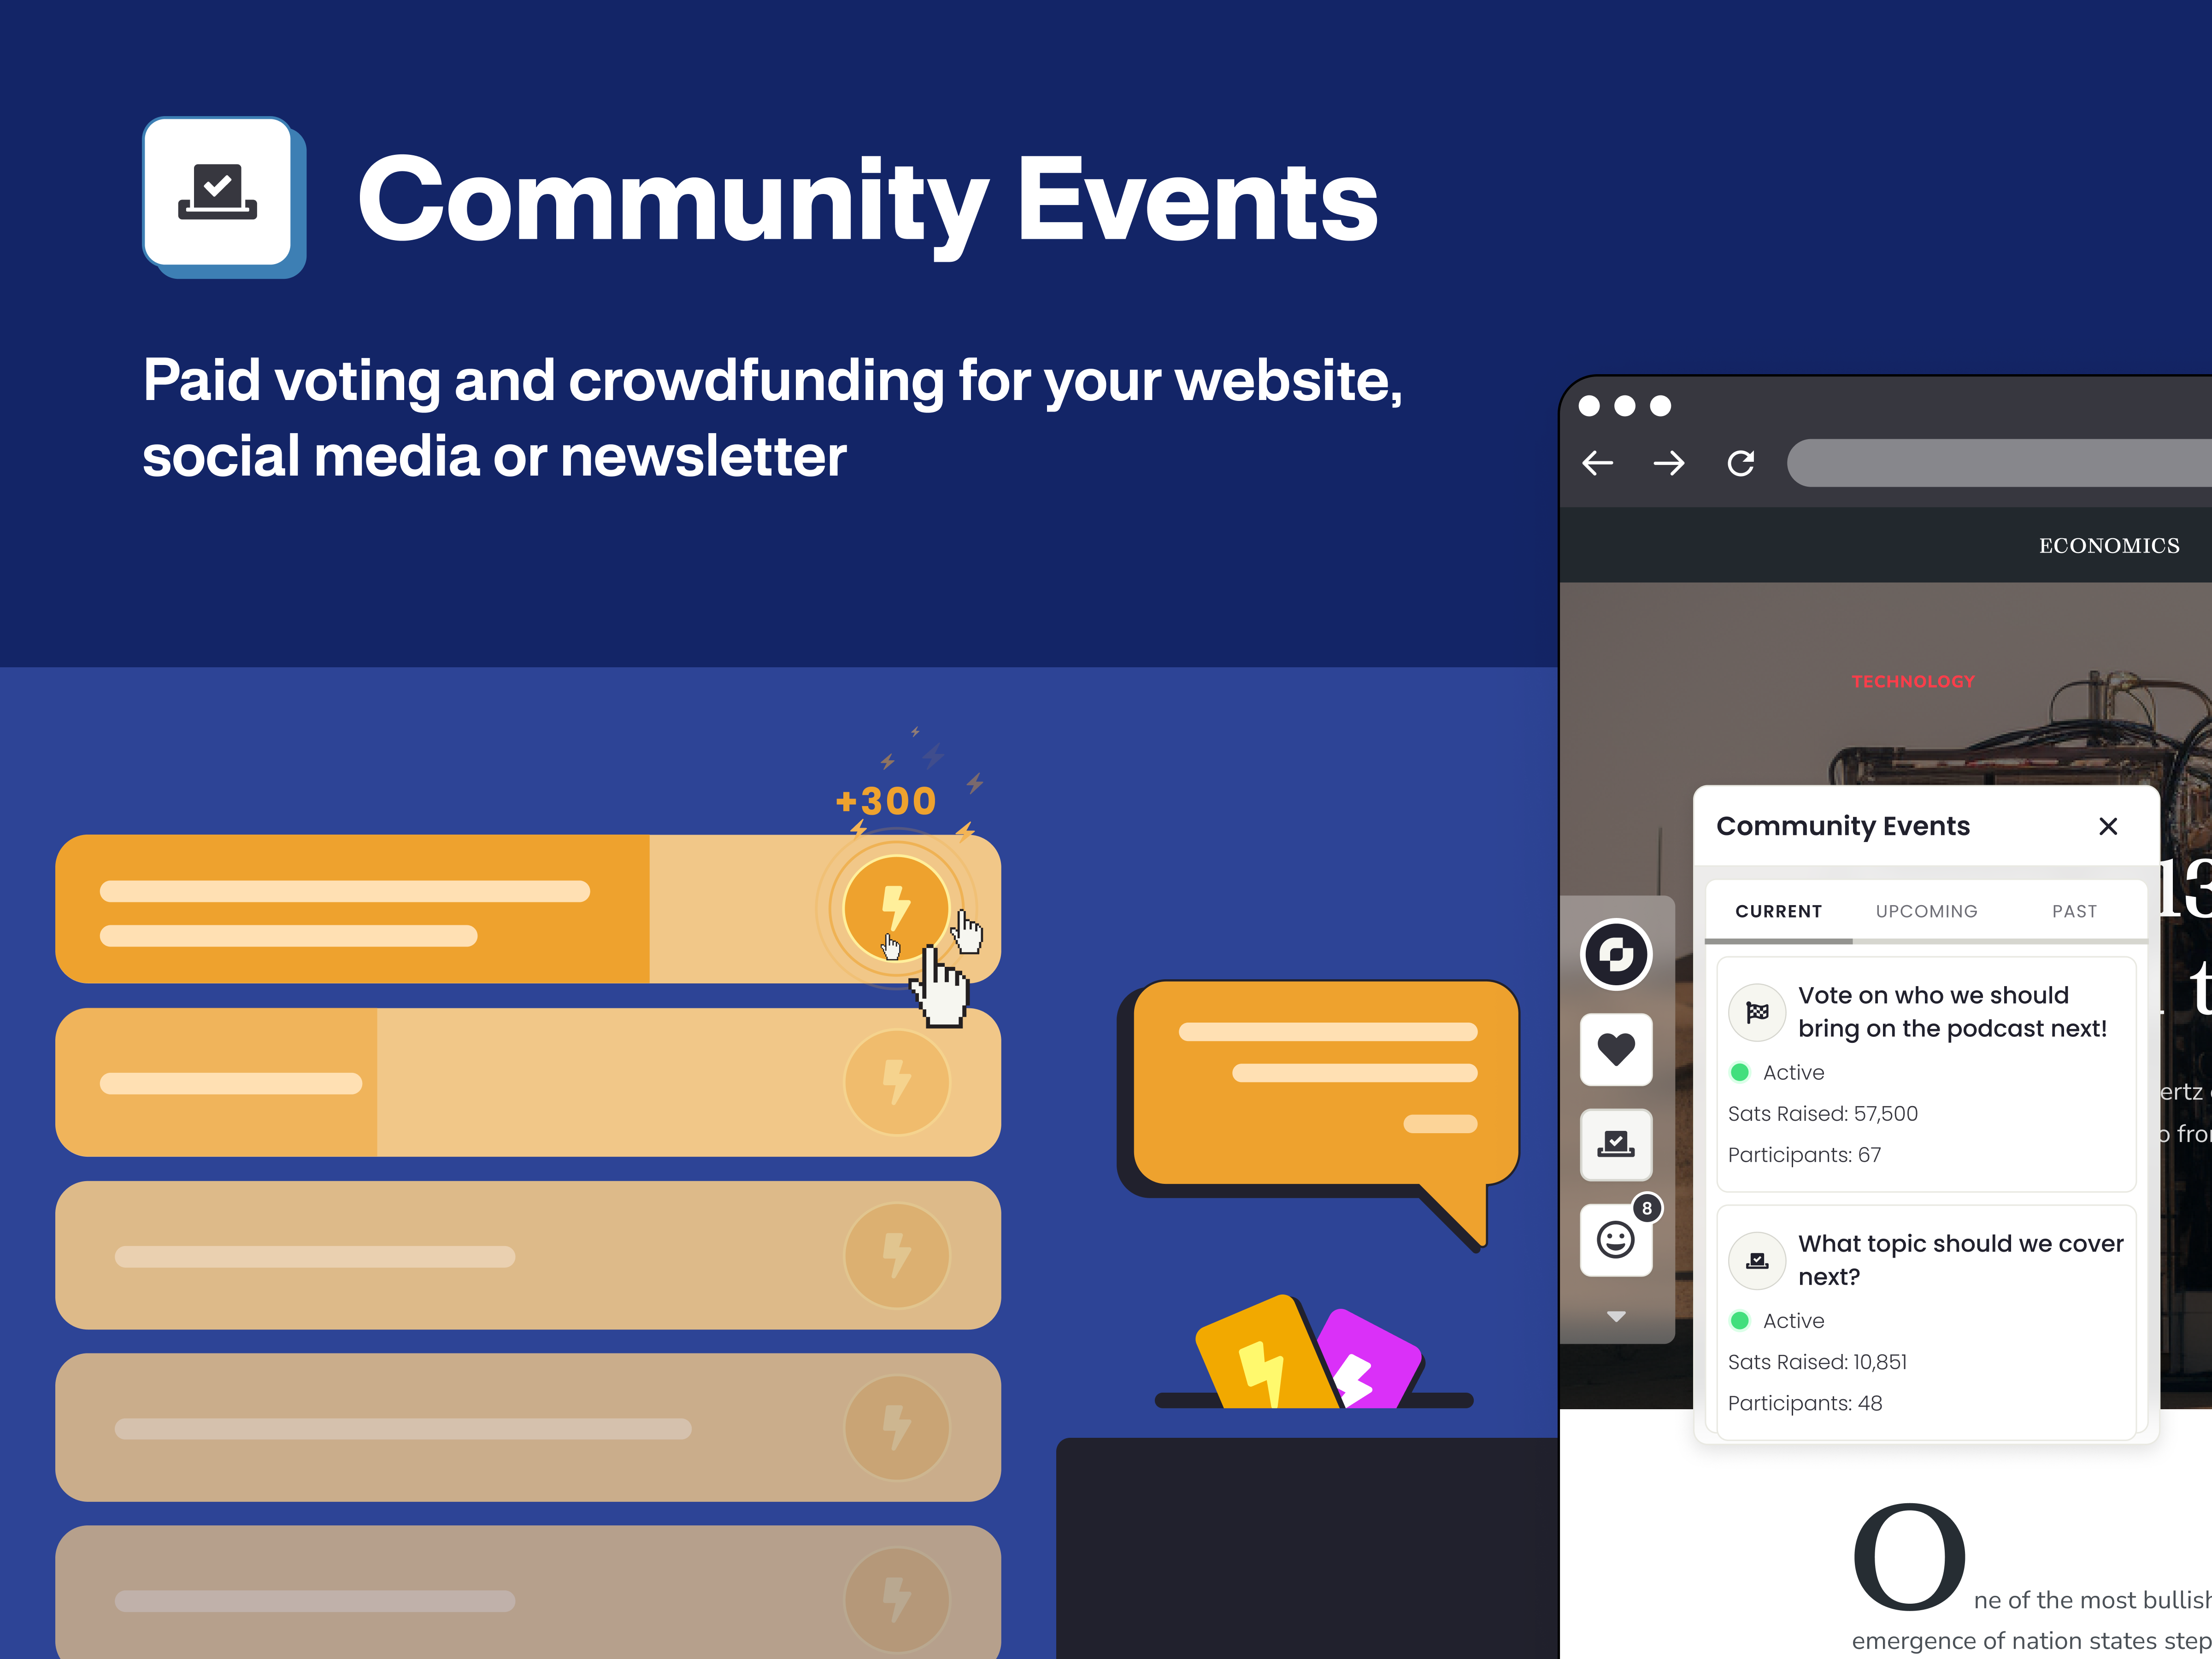 Community Events
Paid voting and crowdfunding for your website,
social media or newsletter
+300
ECONOMICS
TECHNOLOGY
Community Events
CURRENT UPCOMING PAST
Vote on who we should
bring on the podcast next!
Active
Sats Raised: 57,500
Participants: 67
8
What topic should we cover
next?
Active
Sats Raised: 10,851
Participants: 48
One of the most bullish
emergence of nation states step